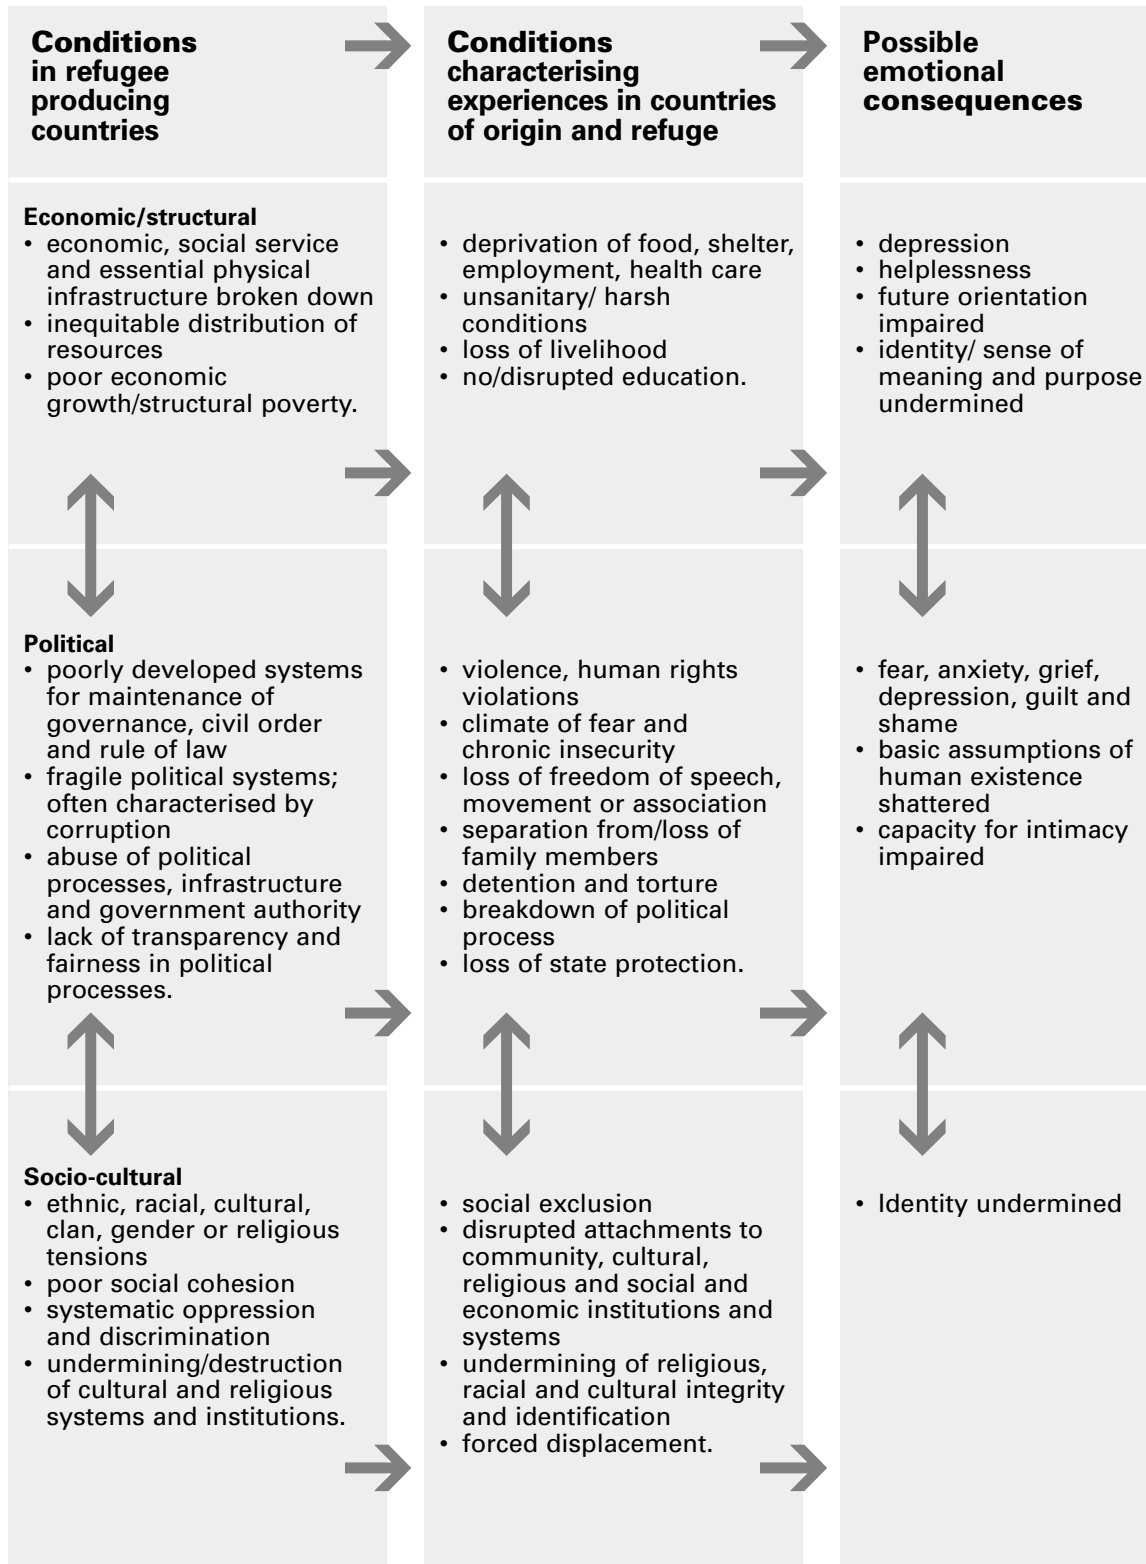 Conditions
in refugee
producing
countries
Conditions
characterising
experiences in countries
of origin and refuge
Possible
emotional
consequences
Economic/structural
• economic, social service
and essential physical
infrastructure broken down
• inequitable distribution of
resources
• poor economic
growth/structural poverty.
• deprivation of food, shelter,
employment, health care
• unsanitary/ harsh
conditions
• loss of livelihood
• no/disrupted education.
• depression
• helplessness
• future orientation
impaired
• identity/ sense of
meaning and purpose
undermined
Political
• poorly developed systems
for maintenance of
governance, civil order
and rule of law
• fragile political systems;
often characterised by
corruption
• abuse of political
processes, infrastructure
and government authority
• lack of transparency and
fairness in political
processes.
• violence, human rights
violations
• climate of fear and
chronic insecurity
• loss of freedom of speech,
movement or association
• separation from/loss of
family members
• detention and torture
• breakdown of political
process
• loss of state protection.
• fear, anxiety, grief,
depression, guilt and
shame
• basic assumptions of
human existence
shattered
• capacity for intimacy
impaired
Socio-cultural
• ethnic, racial, cultural,
clan, gender or religious
tensions
• poor social cohesion
• systematic oppression
and discrimination
• undermining/destruction
of cultural and religious
systems and institutions.
• social exclusion
• disrupted attachments to
community, cultural,
religious and social and
economic institutions and
systems
• undermining of religious,
racial and cultural integrity
and identification
• forced displacement.
• Identity undermined